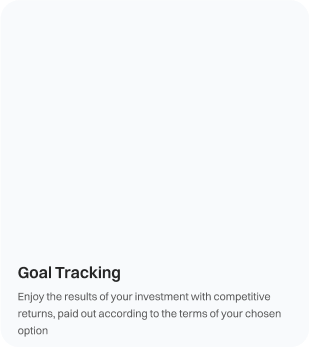 Goal Tracking
Enjoy the results of your investment with competitive
returns, paid out according to the terms of your chosen
option